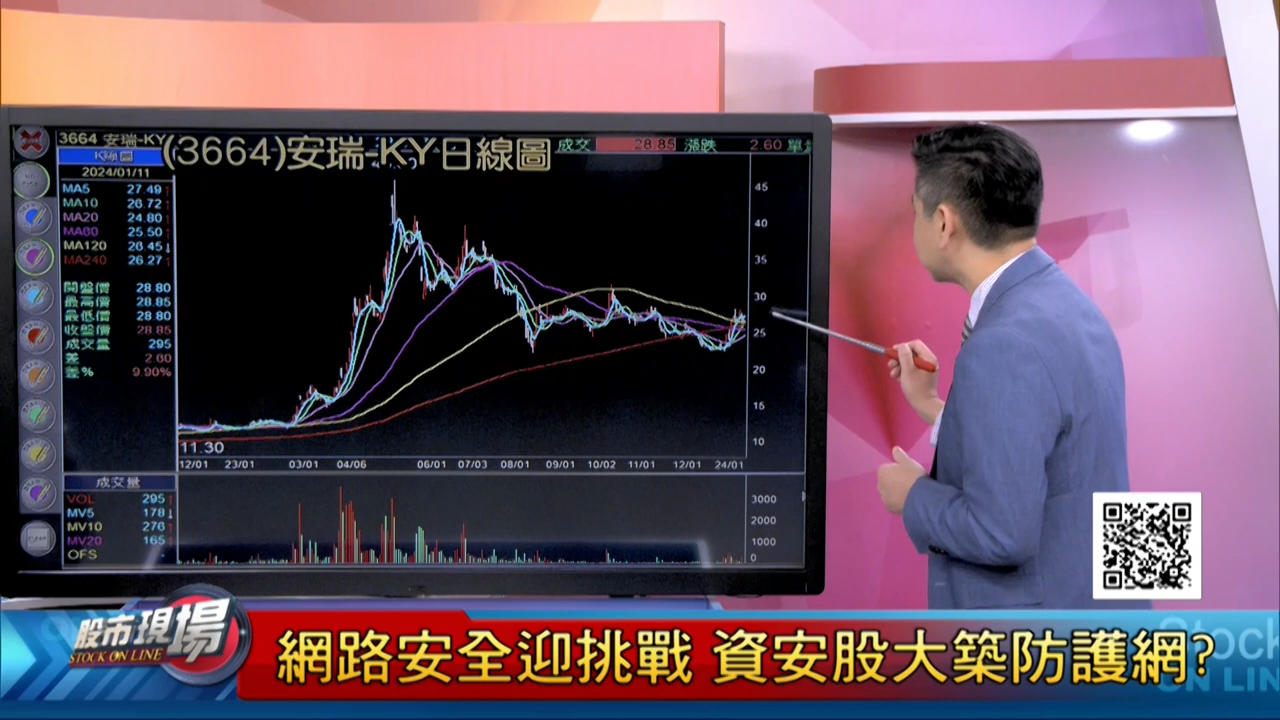 3664 安瑞-KY
(3664)安瑞-KY日線圖
成交 28.85 漲跌 2.60
K線圖
2024/01/11
MA5 27.49↑
MA10 26.72↑
MA20 24.80↑
MA60 25.50↑
MA120 26.45↓
MA240 26.27↑
開盤價 28.80
最高價 28.85
最低價 28.80
收盤價 28.85
成交量 295
差 2.60
差% 9.90%
45
40
35
30
25
20
15
10
11.30
12/01 23/01 03/01 04/06 06/01 07/03 08/01 09/01 10/02 11/01 12/01 24/01
成交量
VOL 295↑
MV5 178↓
MV10 276↑
MV20 165↑
OFS
3000
2000
1000
0
股市現場
STOCK ON LINE
網路安全迎挑戰 資安股大築防護網?
Stock
ON LIN